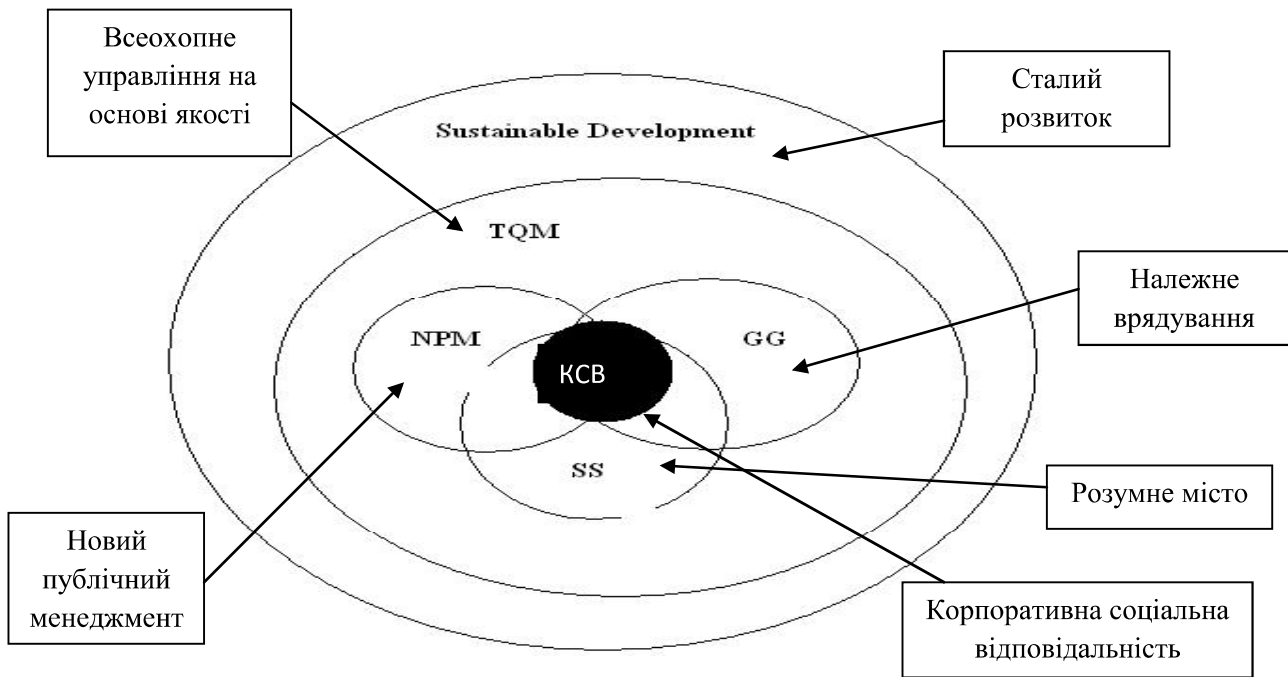 Всеохопне
управління на
основі якості
Сталий
розвиток
Sustainable Development
TQM
Належне
врядування
NPM
GG
КСВ
SS
Розумне місто
Новий
публічний
менеджмент
Корпоративна соціальна
відповідальність